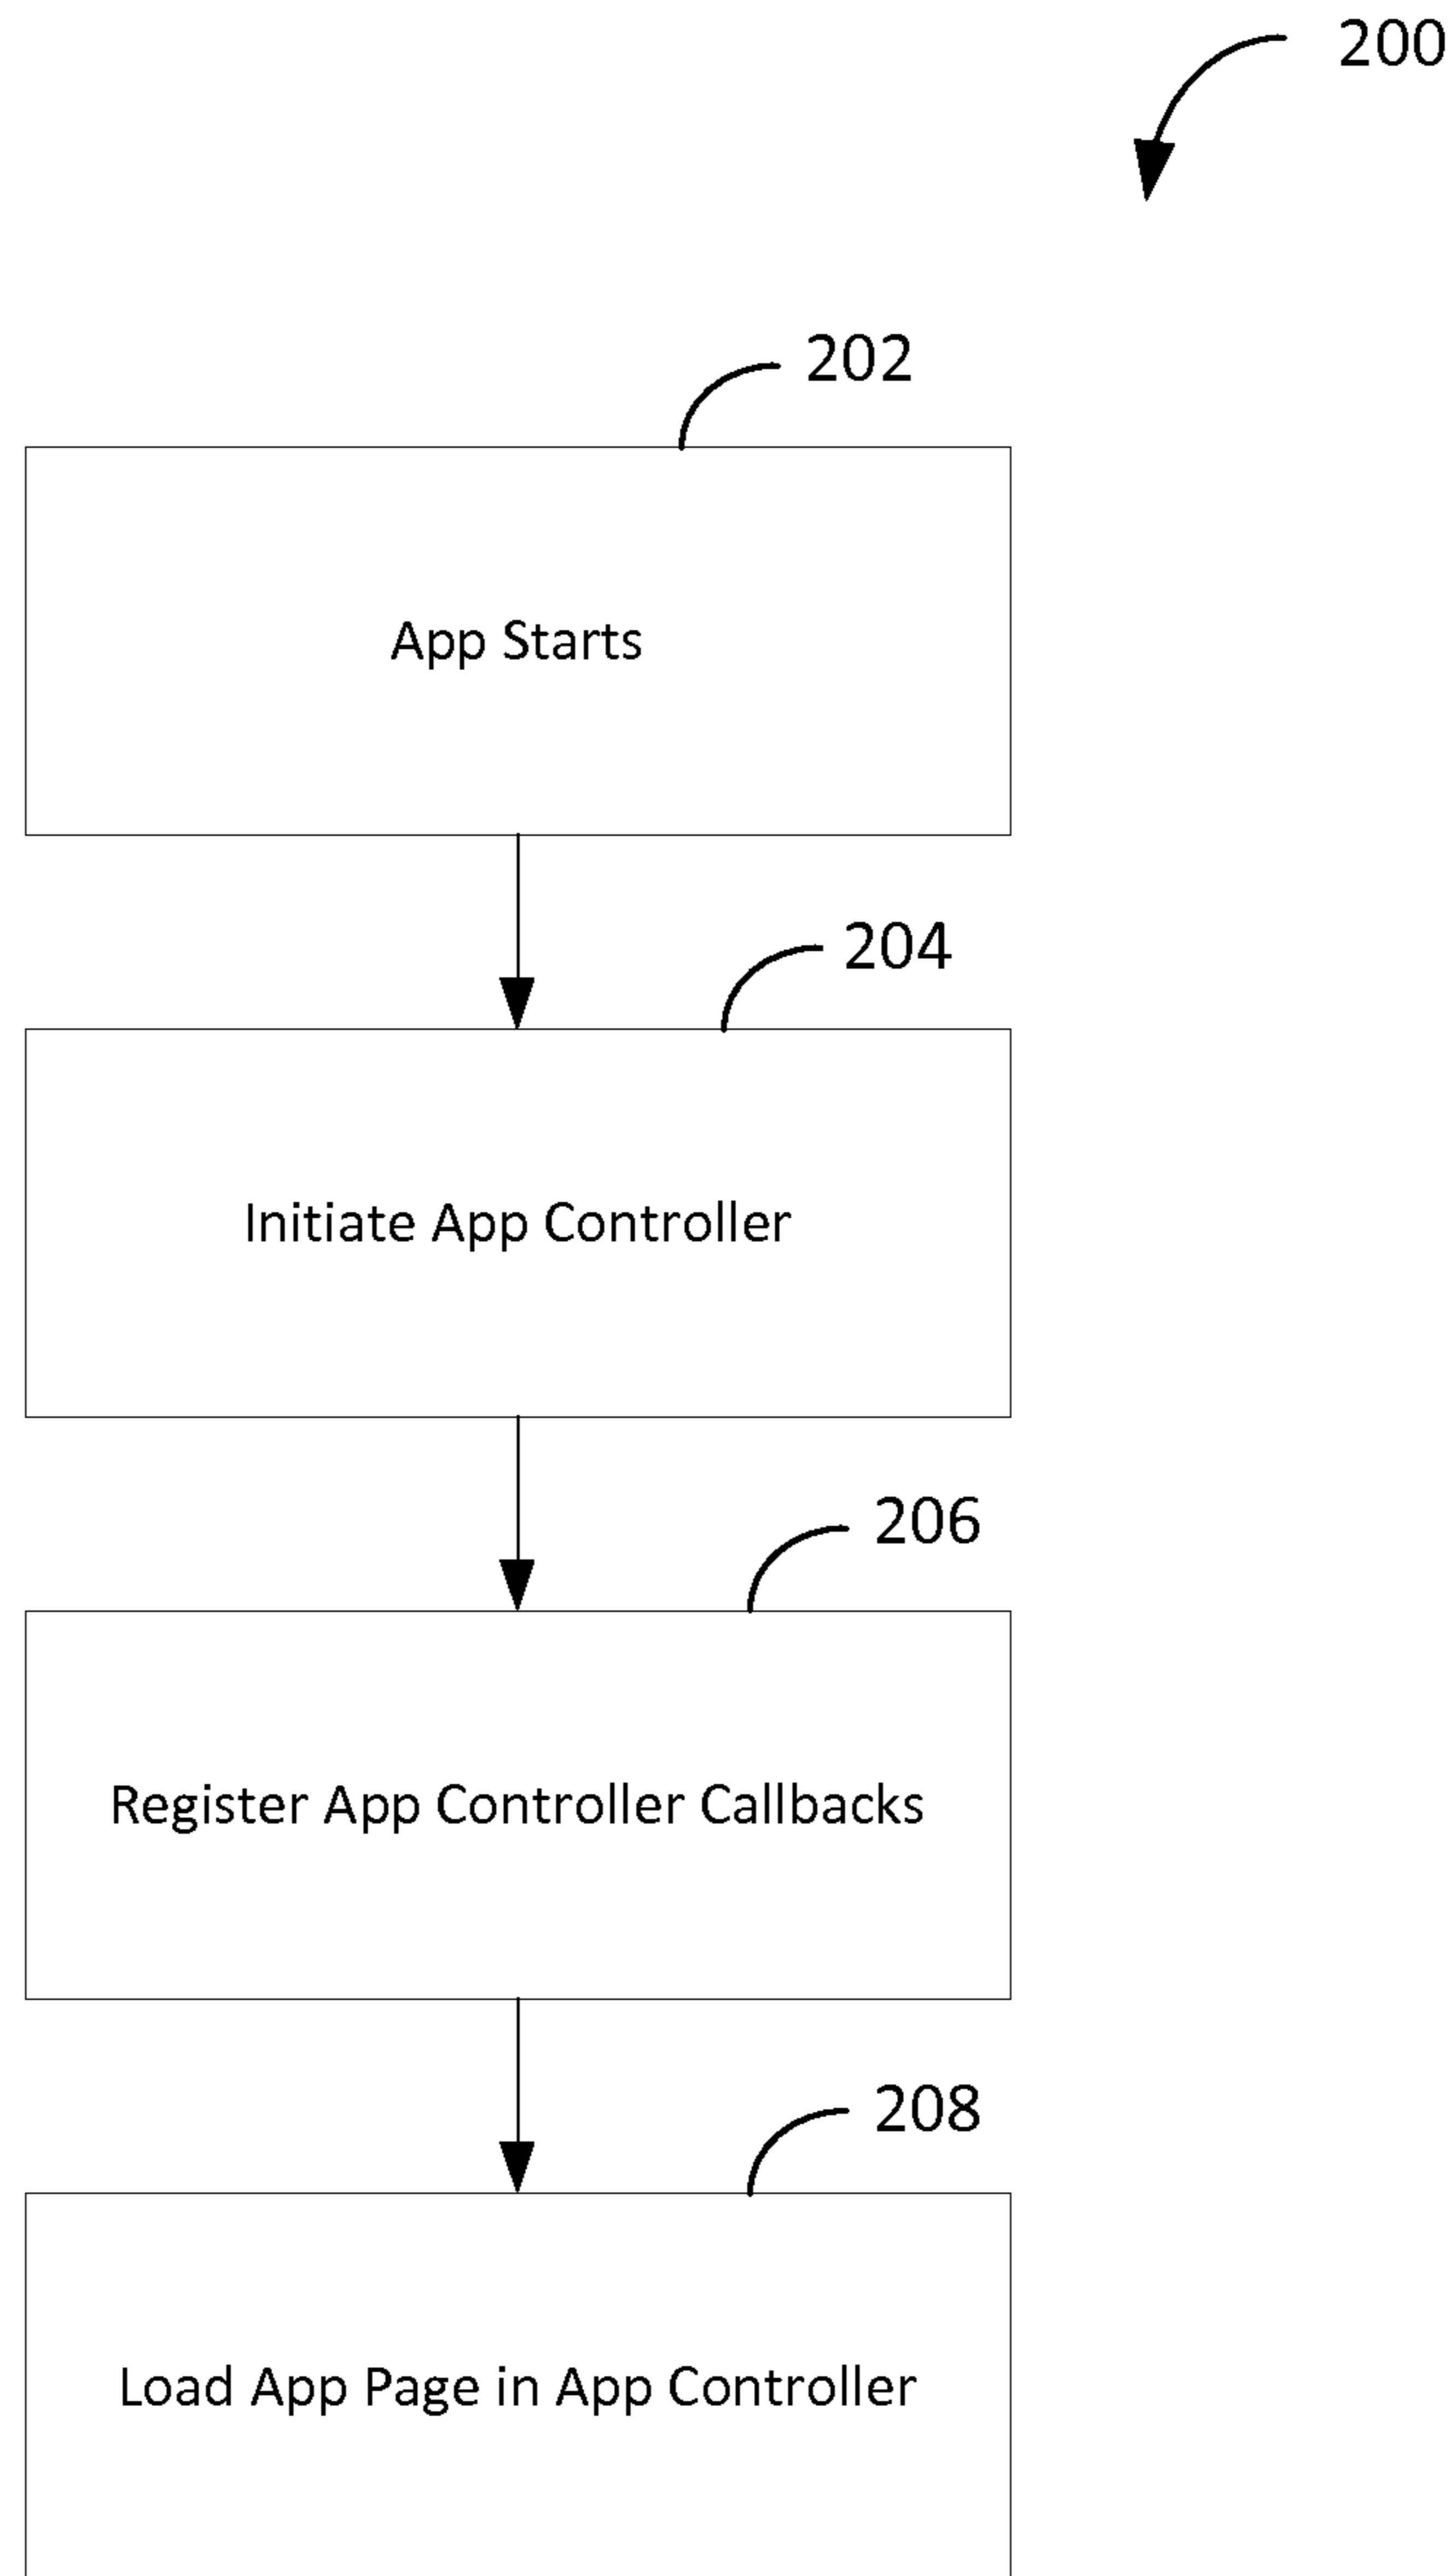 200
202
App Starts
204
Initiate App Controller
206
Register App Controller Callbacks
208
Load App Page in App Controller